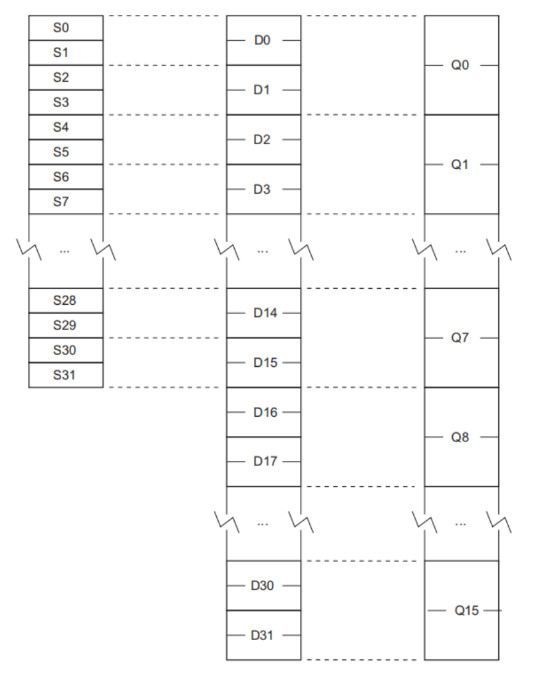 S0
S1
S2
S3
S4
S5
S6
S7
...
S28
S29
S30
S31
D0
D1
D2
D3
...
D14
D15
D16
D17
...
D30
D31
Q0
Q1
...
Q7
Q8
...
Q15